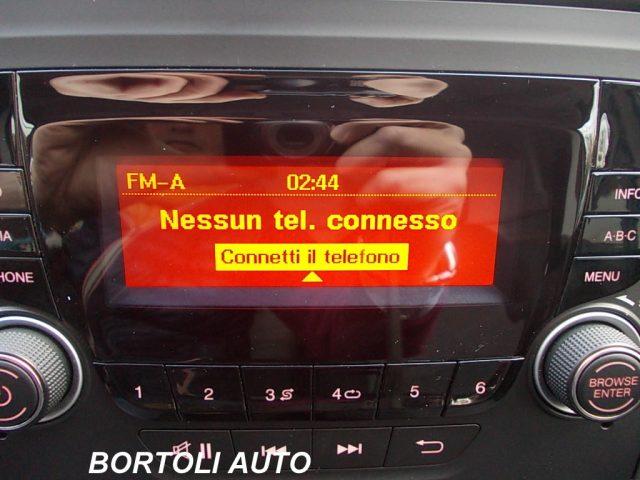 FM-A 02:44
Nessun tel. connesso
Connetti il telefono
INFO
A·B·C
MENU
PHONE
1 2 3 4 5 6
BROWSE
ENTER
BORTOLI AUTO